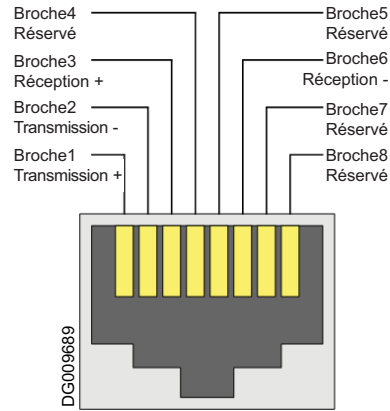 Broche4
Réservé
Broche3
Réception +
Broche2
Transmission -
Broche1
Transmission +
Broche5
Réservé
Broche6
Réception -
Broche7
Réservé
Broche8
Réservé
DG009689